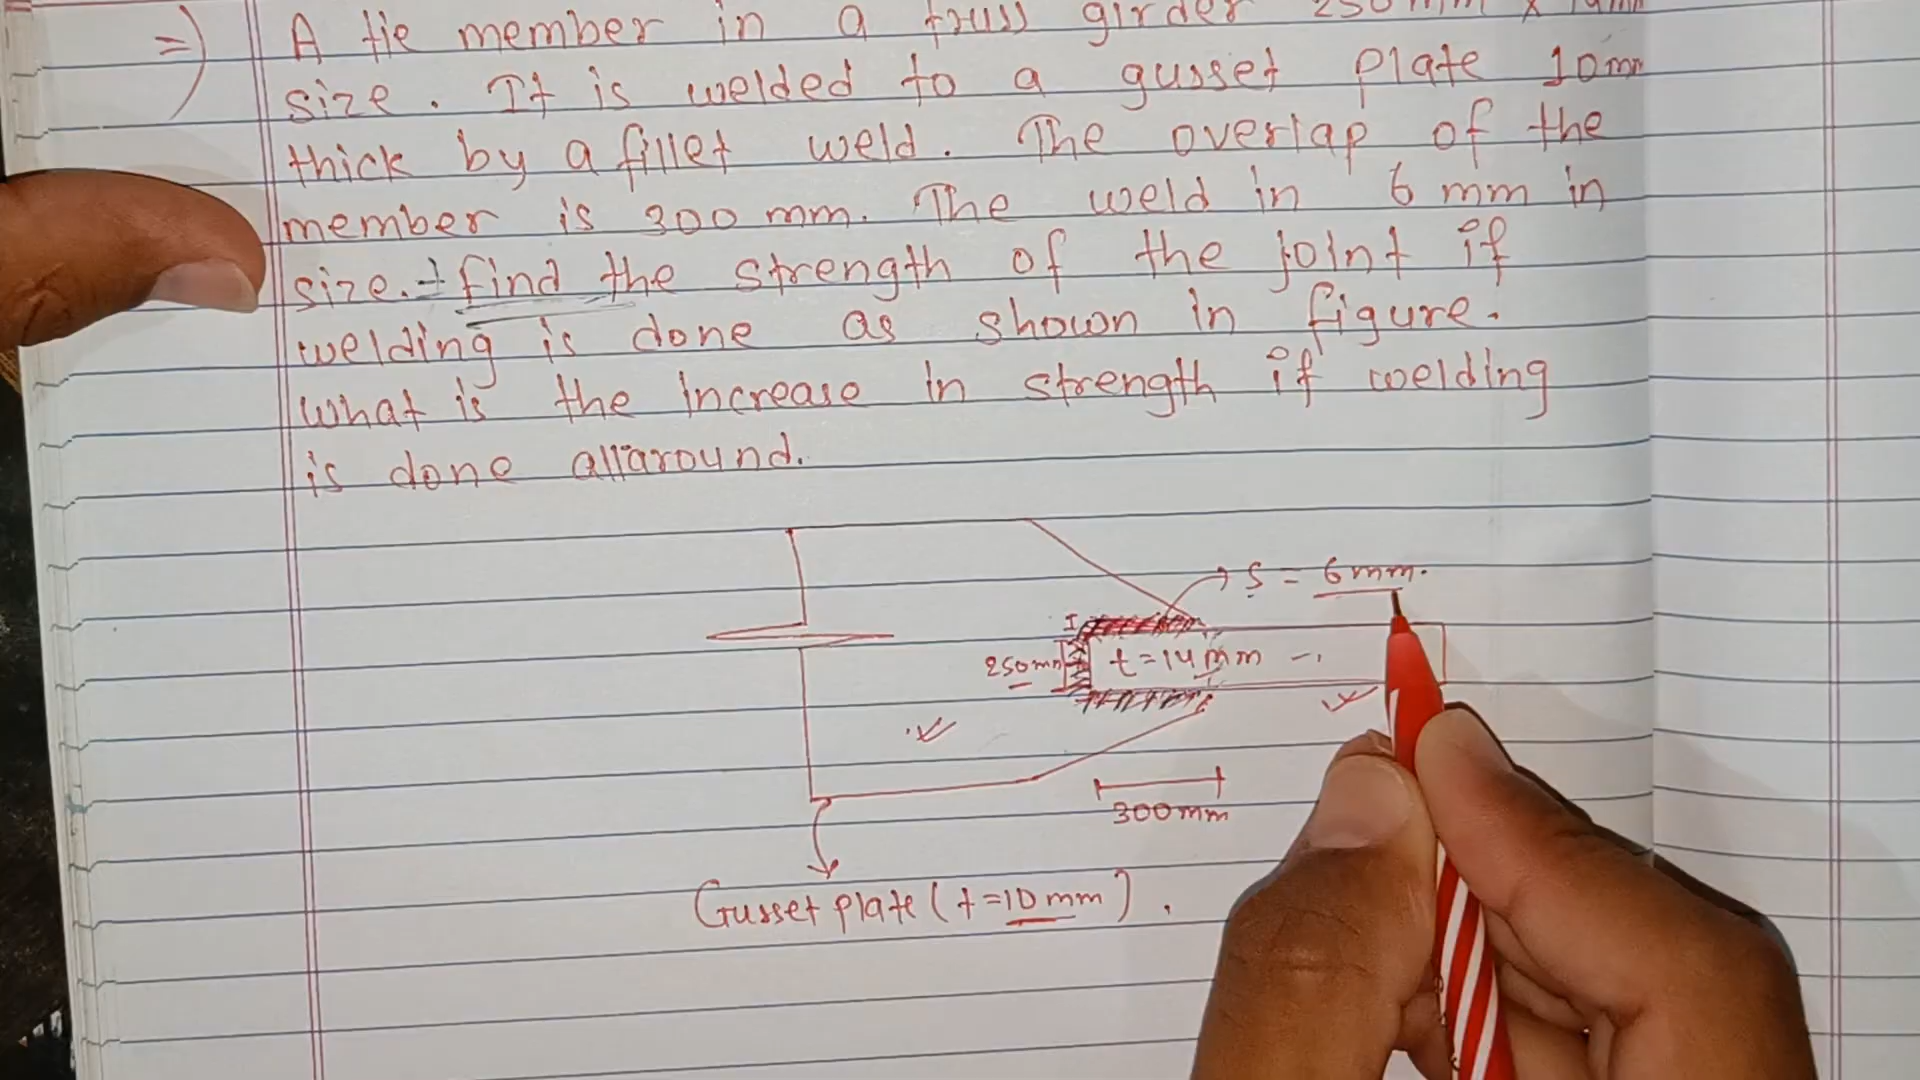 =) A tie member in a truss girder 250 mm x 14mm
size. It is welded to a gusset plate 10mm
thick by a fillet weld. The overlap of the
member is 300 mm. The weld in 6 mm in
size. Find the strength of the joint if
welding is done as shown in figure.
What is the increase in strength if welding
is done allaround.
S = 6mm.
250mm t=14mm
300mm
Gusset plate (t=10mm).